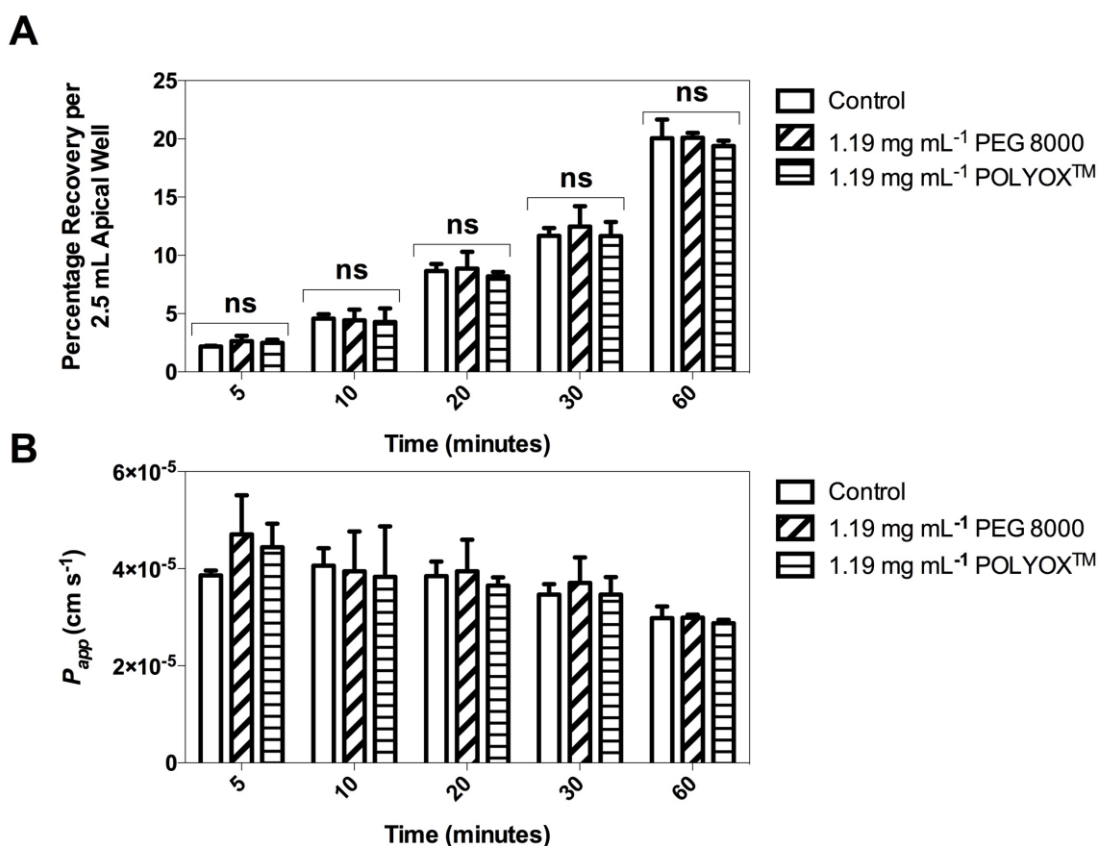 A
Percentage Recovery per
2.5 mL Apical Well
25
20
15
10
5
0
ns
ns
ns
ns
ns
5
10
20
30
60
Time (minutes)
Control
1.19 mg mL⁻¹ PEG 8000
1.19 mg mL⁻¹ POLYOX™
B
P_app (cm s⁻¹)
6×10⁻⁵
4×10⁻⁵
2×10⁻⁵
0
5
10
20
30
60
Time (minutes)
Control
1.19 mg mL⁻¹ PEG 8000
1.19 mg mL⁻¹ POLYOX™